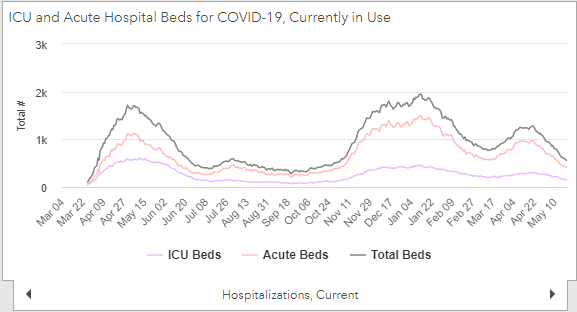 ICU and Acute Hospital Beds for COVID-19, Currently in Use
3k
2k
1k
0
Total #
Mar 04
Mar 22
Apr 09
Apr 27
May 15
Jun 02
Jun 20
Jul 08
Jul 26
Aug 13
Aug 31
Sep 18
Oct 06
Oct 24
Nov 11
Nov 29
Dec 17
Jan 04
Jan 22
Feb 09
Feb 27
Mar 17
Apr 04
Apr 22
May 10
ICU Beds Acute Beds Total Beds
Hospitalizations, Current